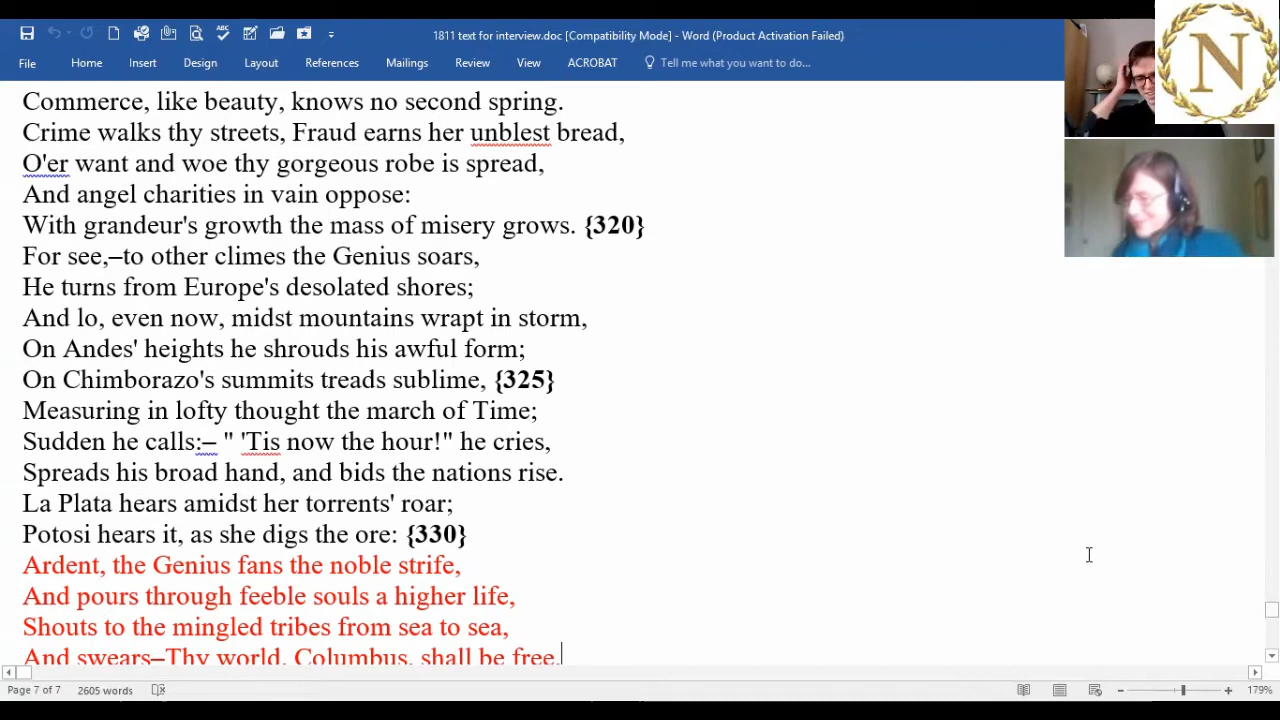 1811 text for interview.doc [Compatibility Mode] - Word (Product Activation Failed)
File Home Insert Design Layout References Mailings Review View ACROBAT Tell me what you want to do...
N
ABC
Commerce, like beauty, knows no second spring.
Crime walks thy streets, Fraud earns her unblest bread,
O'er want and woe thy gorgeous robe is spread,
And angel charities in vain oppose:
With grandeur's growth the mass of misery grows. {320}
For see,–to other climes the Genius soars,
He turns from Europe's desolated shores;
And lo, even now, midst mountains wrapt in storm,
On Andes' heights he shrouds his awful form;
On Chimborazo's summits treads sublime, {325}
Measuring in lofty thought the march of Time;
Sudden he calls:– " 'Tis now the hour!" he cries,
Spreads his broad hand, and bids the nations rise.
La Plata hears amidst her torrents' roar;
Potosi hears it, as she digs the ore: {330}
Ardent, the Genius fans the noble strife,
And pours through feeble souls a higher life,
Shouts to the mingled tribes from sea to sea,
And swears–Thy world, Columbus, shall be free.
Page 7 of 7 2605 words 179%